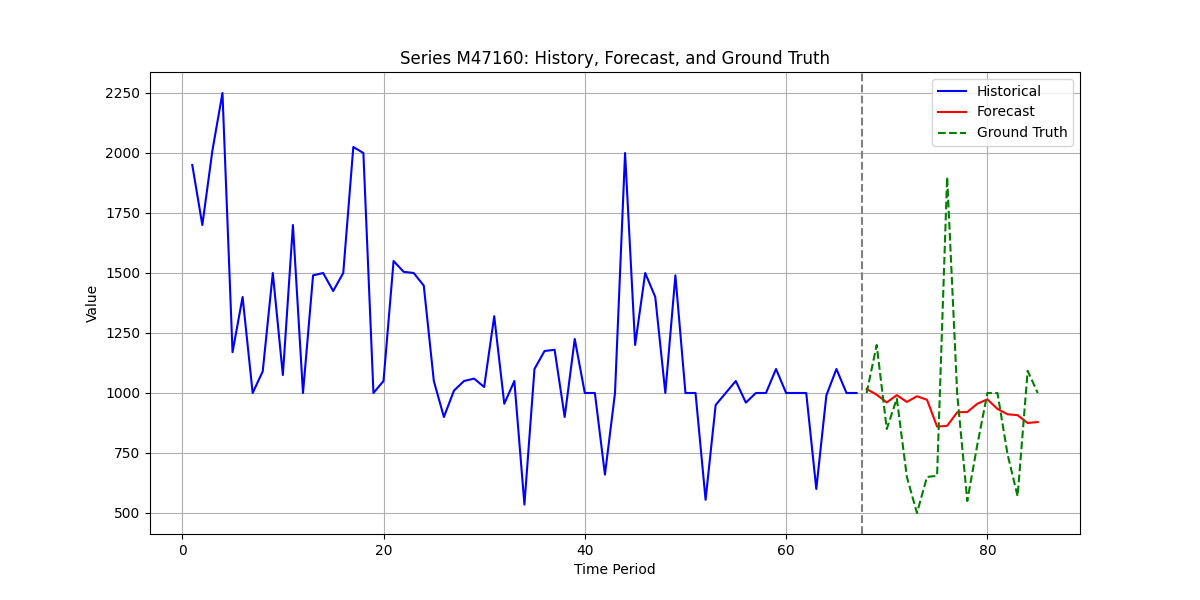 Series M47160: History, Forecast, and Ground Truth
Historical
Forecast
Ground Truth
2250
2000
1750
1500
1250
1000
750
500
Value
0 20 40 60 80
Time Period